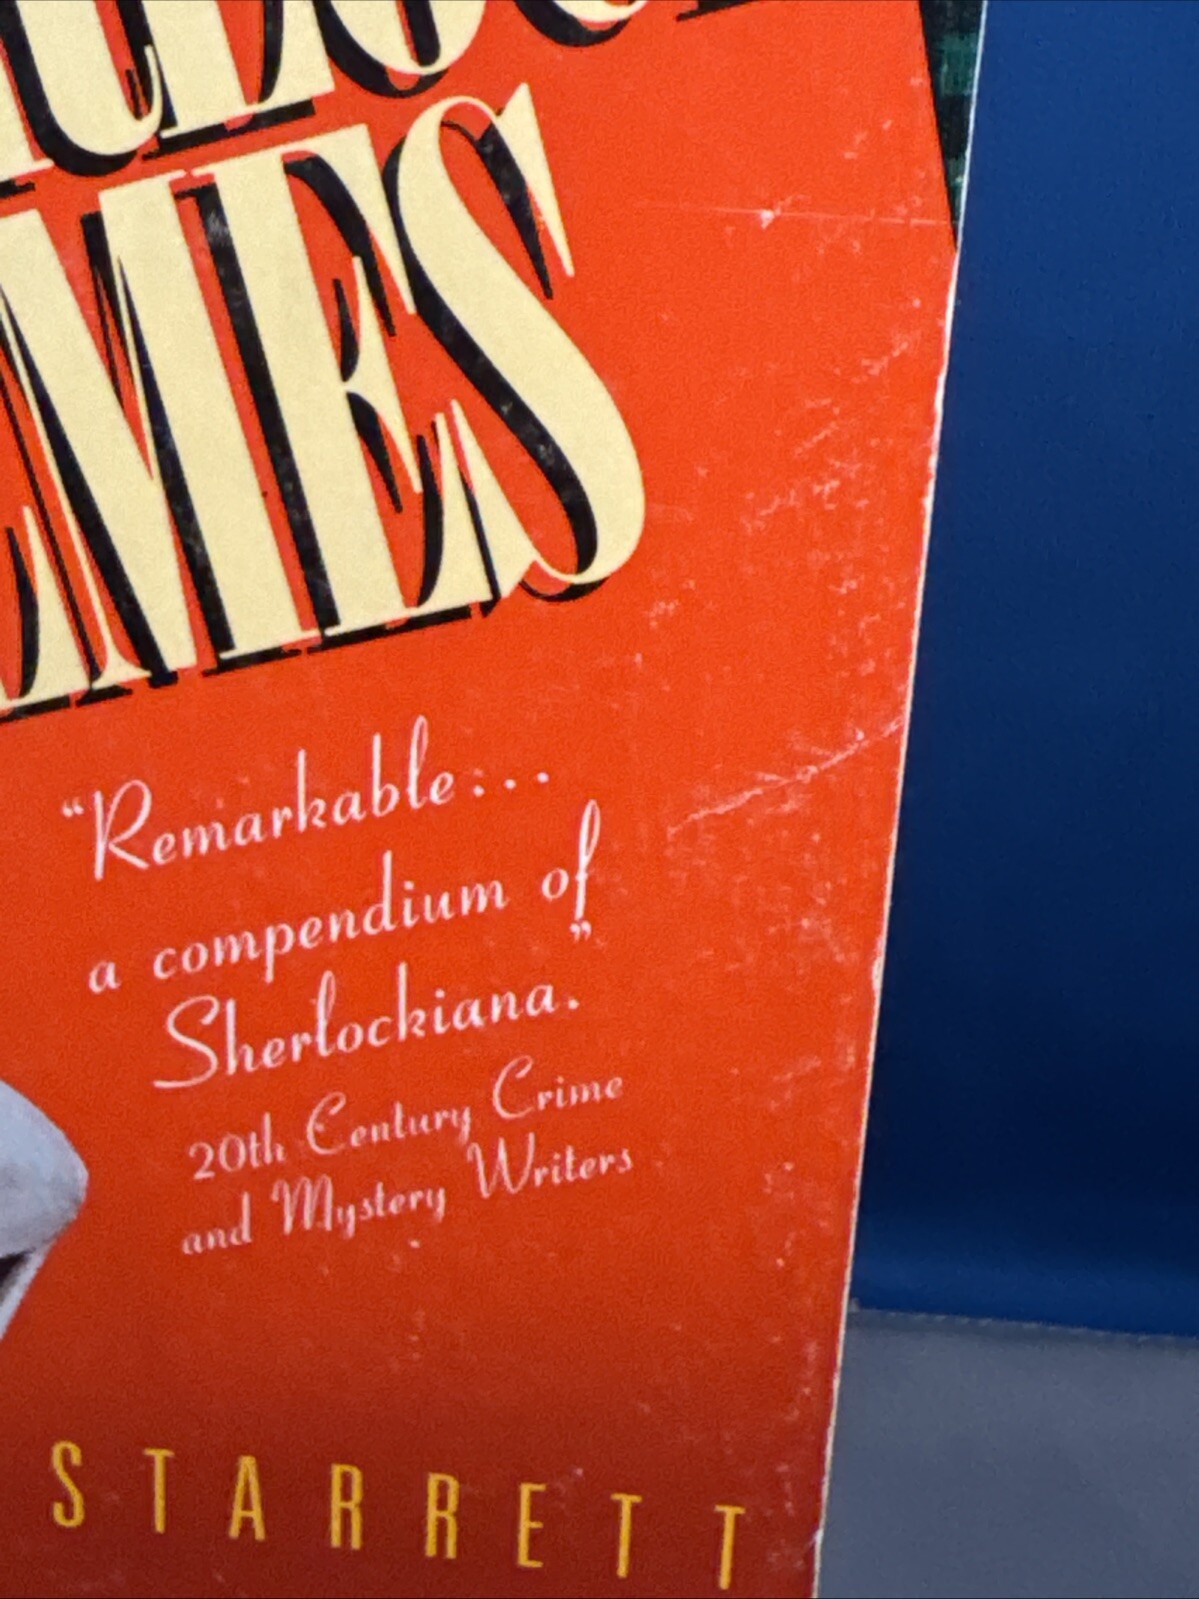 MES
“Remarkable...
a compendium of
Sherlockiana.”
20th Century Crime
and Mystery Writers
STARRETT